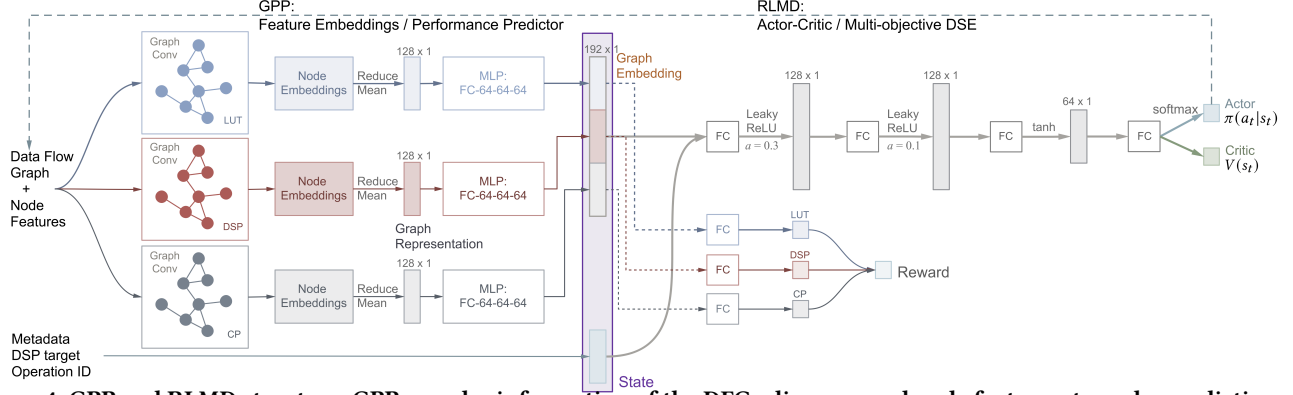 GPP:
Feature Embeddings / Performance Predictor
RLMD:
Actor-Critic / Multi-objective DSE
Data Flow
Graph
+
Node
Features
Graph
Conv
LUT
Node
Embeddings
Reduce
Mean
128 x 1
MLP:
FC-64-64-64
Graph
Conv
DSP
Node
Embeddings
Reduce
Mean
128 x 1
Graph
Representation
MLP:
FC-64-64-64
Graph
Conv
CP
Node
Embeddings
Reduce
Mean
128 x 1
MLP:
FC-64-64-64
Metadata
DSP target
Operation ID
192 x 1
Graph
Embedding
State
FC
Leaky
ReLU
a = 0.3
128 x 1
FC
Leaky
ReLU
a = 0.1
128 x 1
FC
tanh
64 x 1
FC
softmax
Actor
π(aₜ|sₜ)
Critic
V(sₜ)
FC
LUT
FC
DSP
FC
CP
Reward